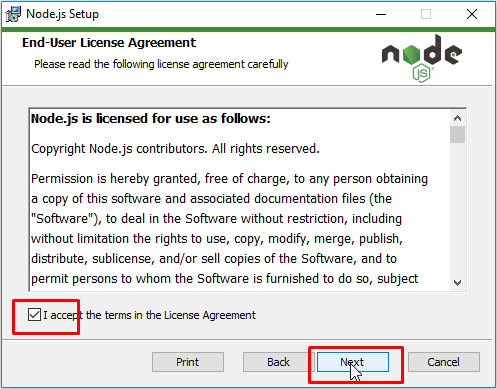 Node.js Setup
End-User License Agreement
Please read the following license agreement carefully
node
JS
Node.js is licensed for use as follows:
Copyright Node.js contributors. All rights reserved.
Permission is hereby granted, free of charge, to any person obtaining
a copy of this software and associated documentation files (the
"Software"), to deal in the Software without restriction, including
without limitation the rights to use, copy, modify, merge, publish,
distribute, sublicense, and/or sell copies of the Software, and to
permit persons to whom the Software is furnished to do so, subject
I accept the terms in the License Agreement
Print Back Next Cancel